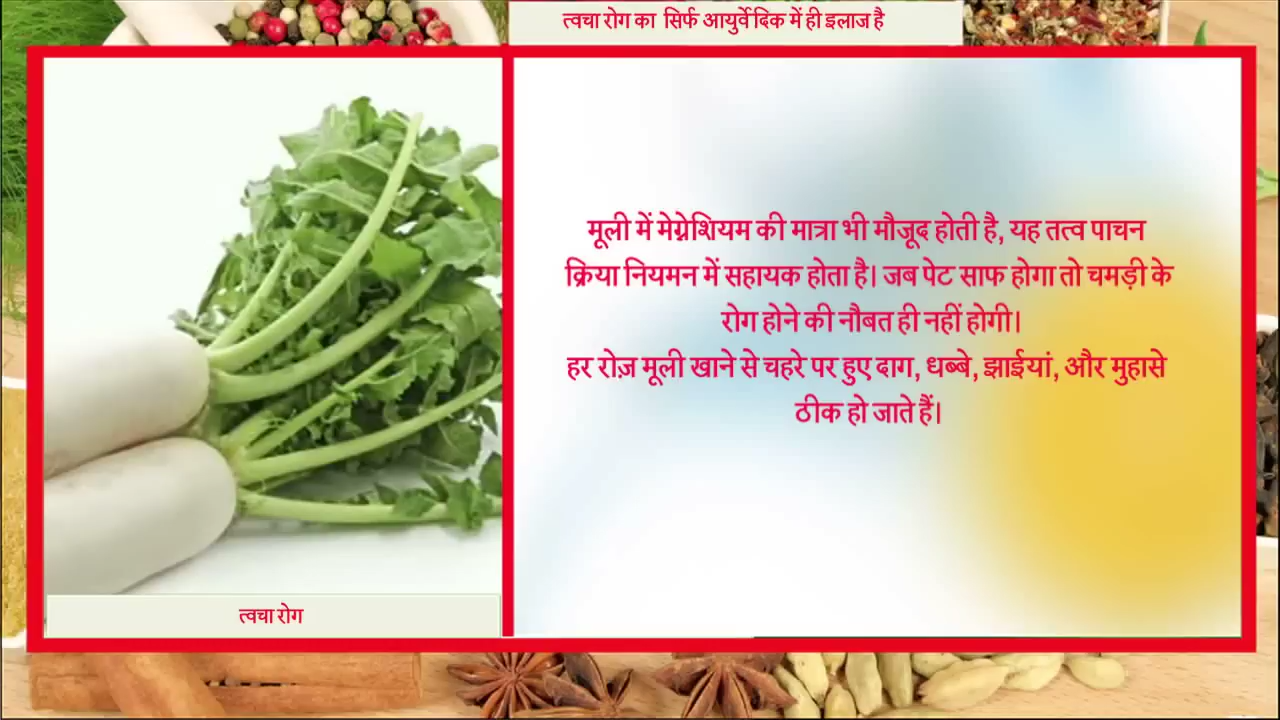 त्वचा रोग का सिर्फ आयुर्वेदिक में ही इलाज है
मूली में मेग्नेशियम की मात्रा भी मौजूद होती है, यह तत्व पाचन
क्रिया नियमन में सहायक होता है। जब पेट साफ होगा तो चमड़ी के
रोग होने की नौबत ही नहीं होगी।
हर रोज़ मूली खाने से चहरे पर हुए दाग, धब्बे, झाईयां, और मुहासे
ठीक हो जाते हैं।
त्वचा रोग